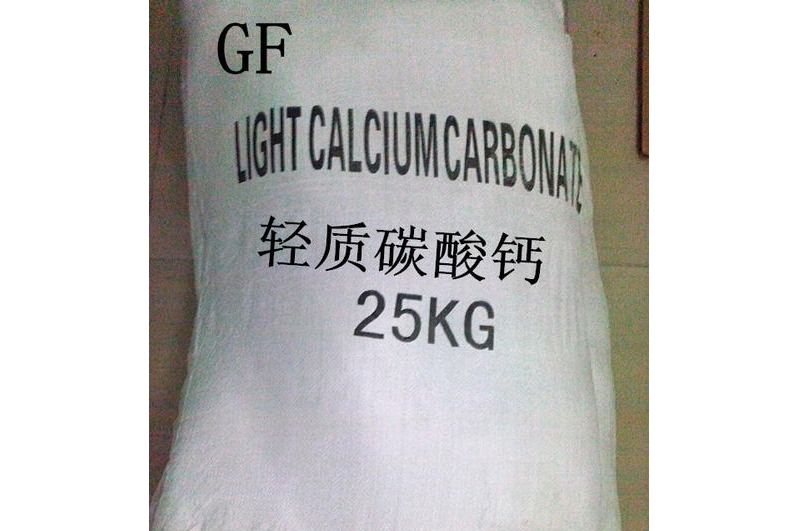 GF
LIGHT CALCIUM CARBONATE
轻质碳酸钙
25KG